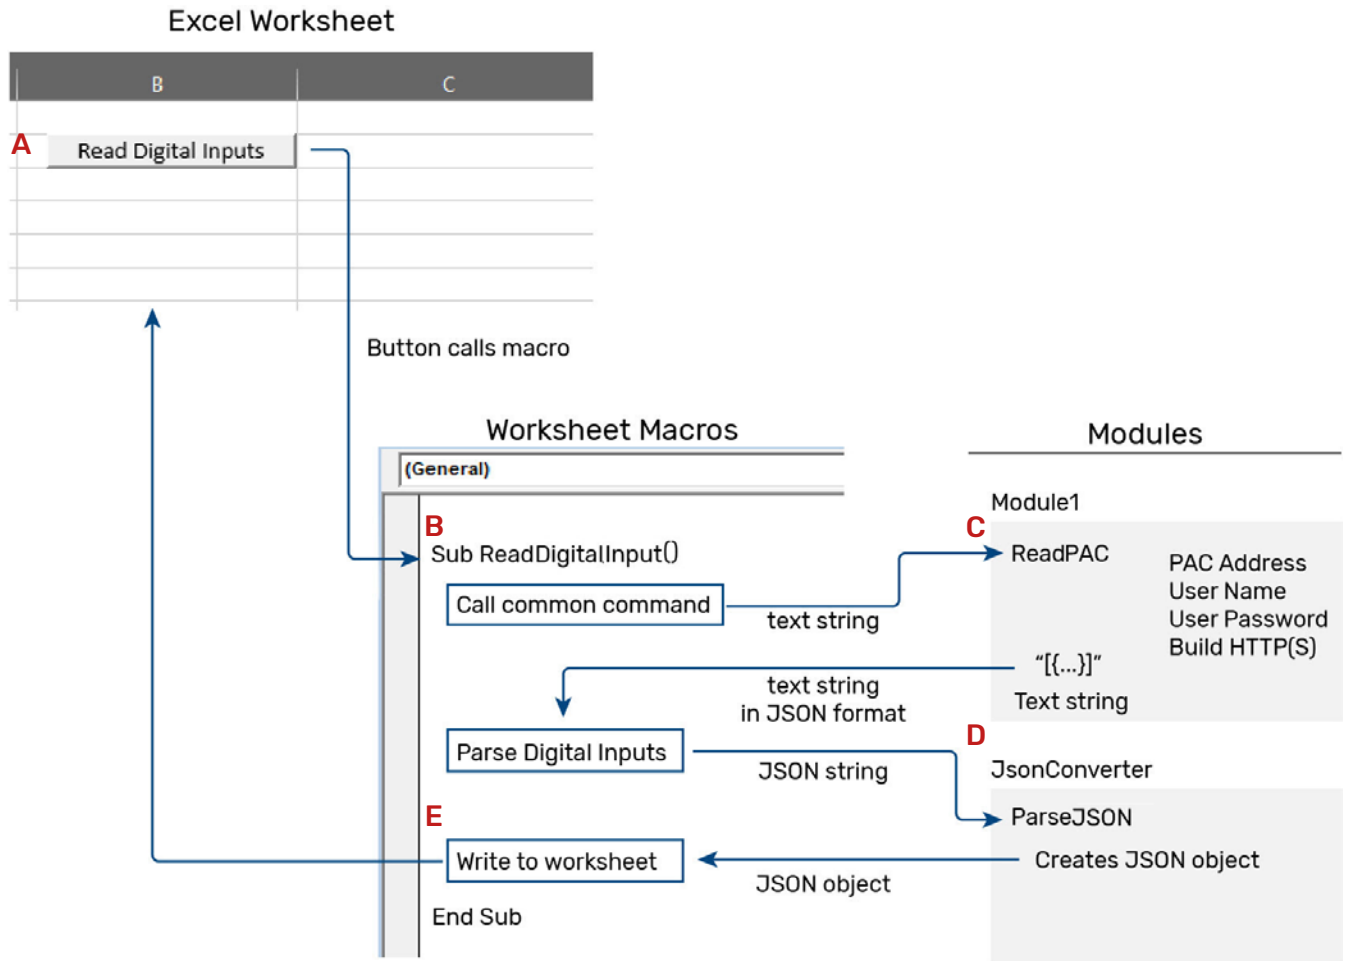 Excel Worksheet
B
C
A
Read Digital Inputs
Button calls macro
Worksheet Macros
(General)
B
Sub ReadDigitalInput()
Call common command
text string
text string
in JSON format
Parse Digital Inputs
JSON string
E
Write to worksheet
JSON object
End Sub
Modules
Module1
C
ReadPAC
PAC Address
User Name
User Password
Build HTTP(S)
“[{...}]”
Text string
D
JsonConverter
ParseJSON
Creates JSON object